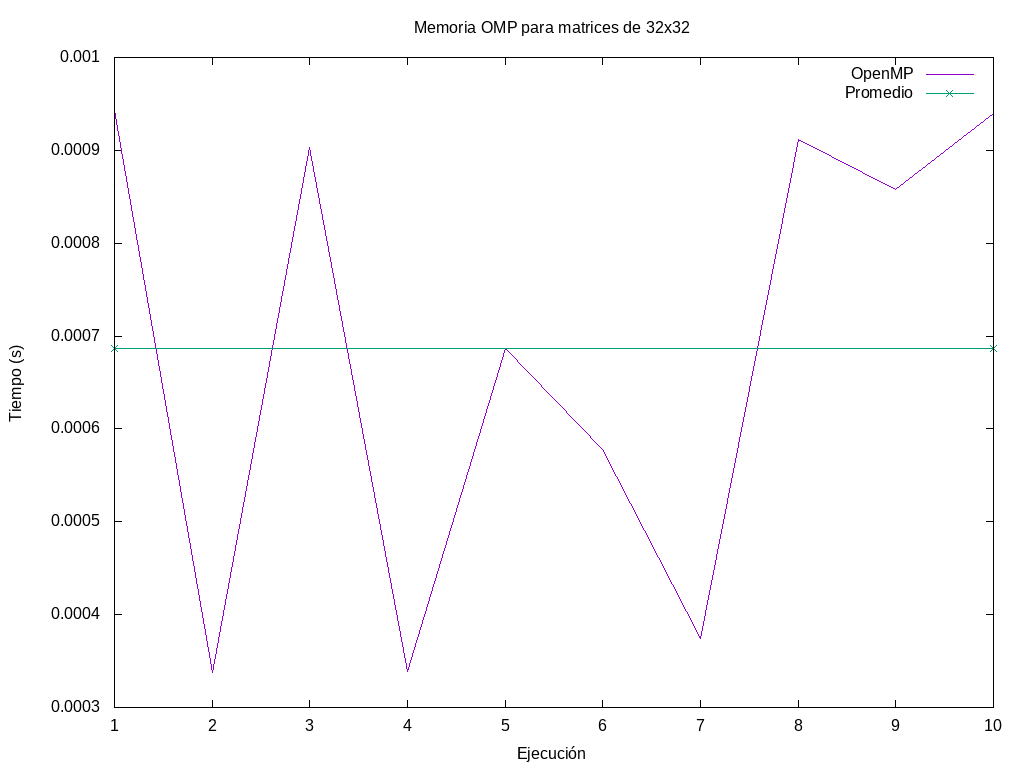 Memoria OMP para matrices de 32x32
OpenMP
Promedio
0.001
0.0009
0.0008
0.0007
0.0006
0.0005
0.0004
0.0003
Tiempo (s)
1 2 3 4 5 6 7 8 9 10
Ejecución